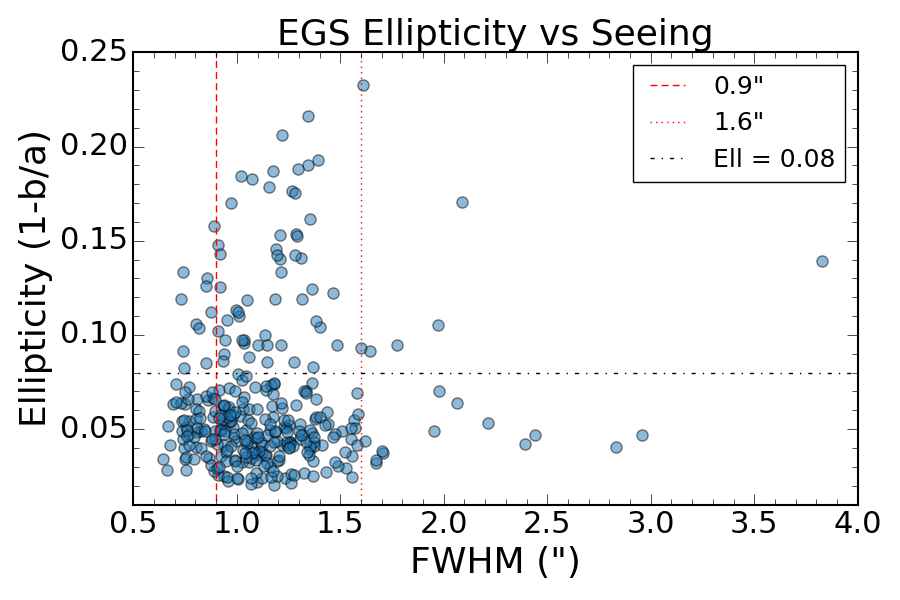 EGS Ellipticity vs Seeing
0.25
0.20
0.15
0.10
0.05
Ellipticity (1-b/a)
0.9"
1.6"
Ell = 0.08
0.5 1.0 1.5 2.0 2.5 3.0 3.5 4.0
FWHM (")